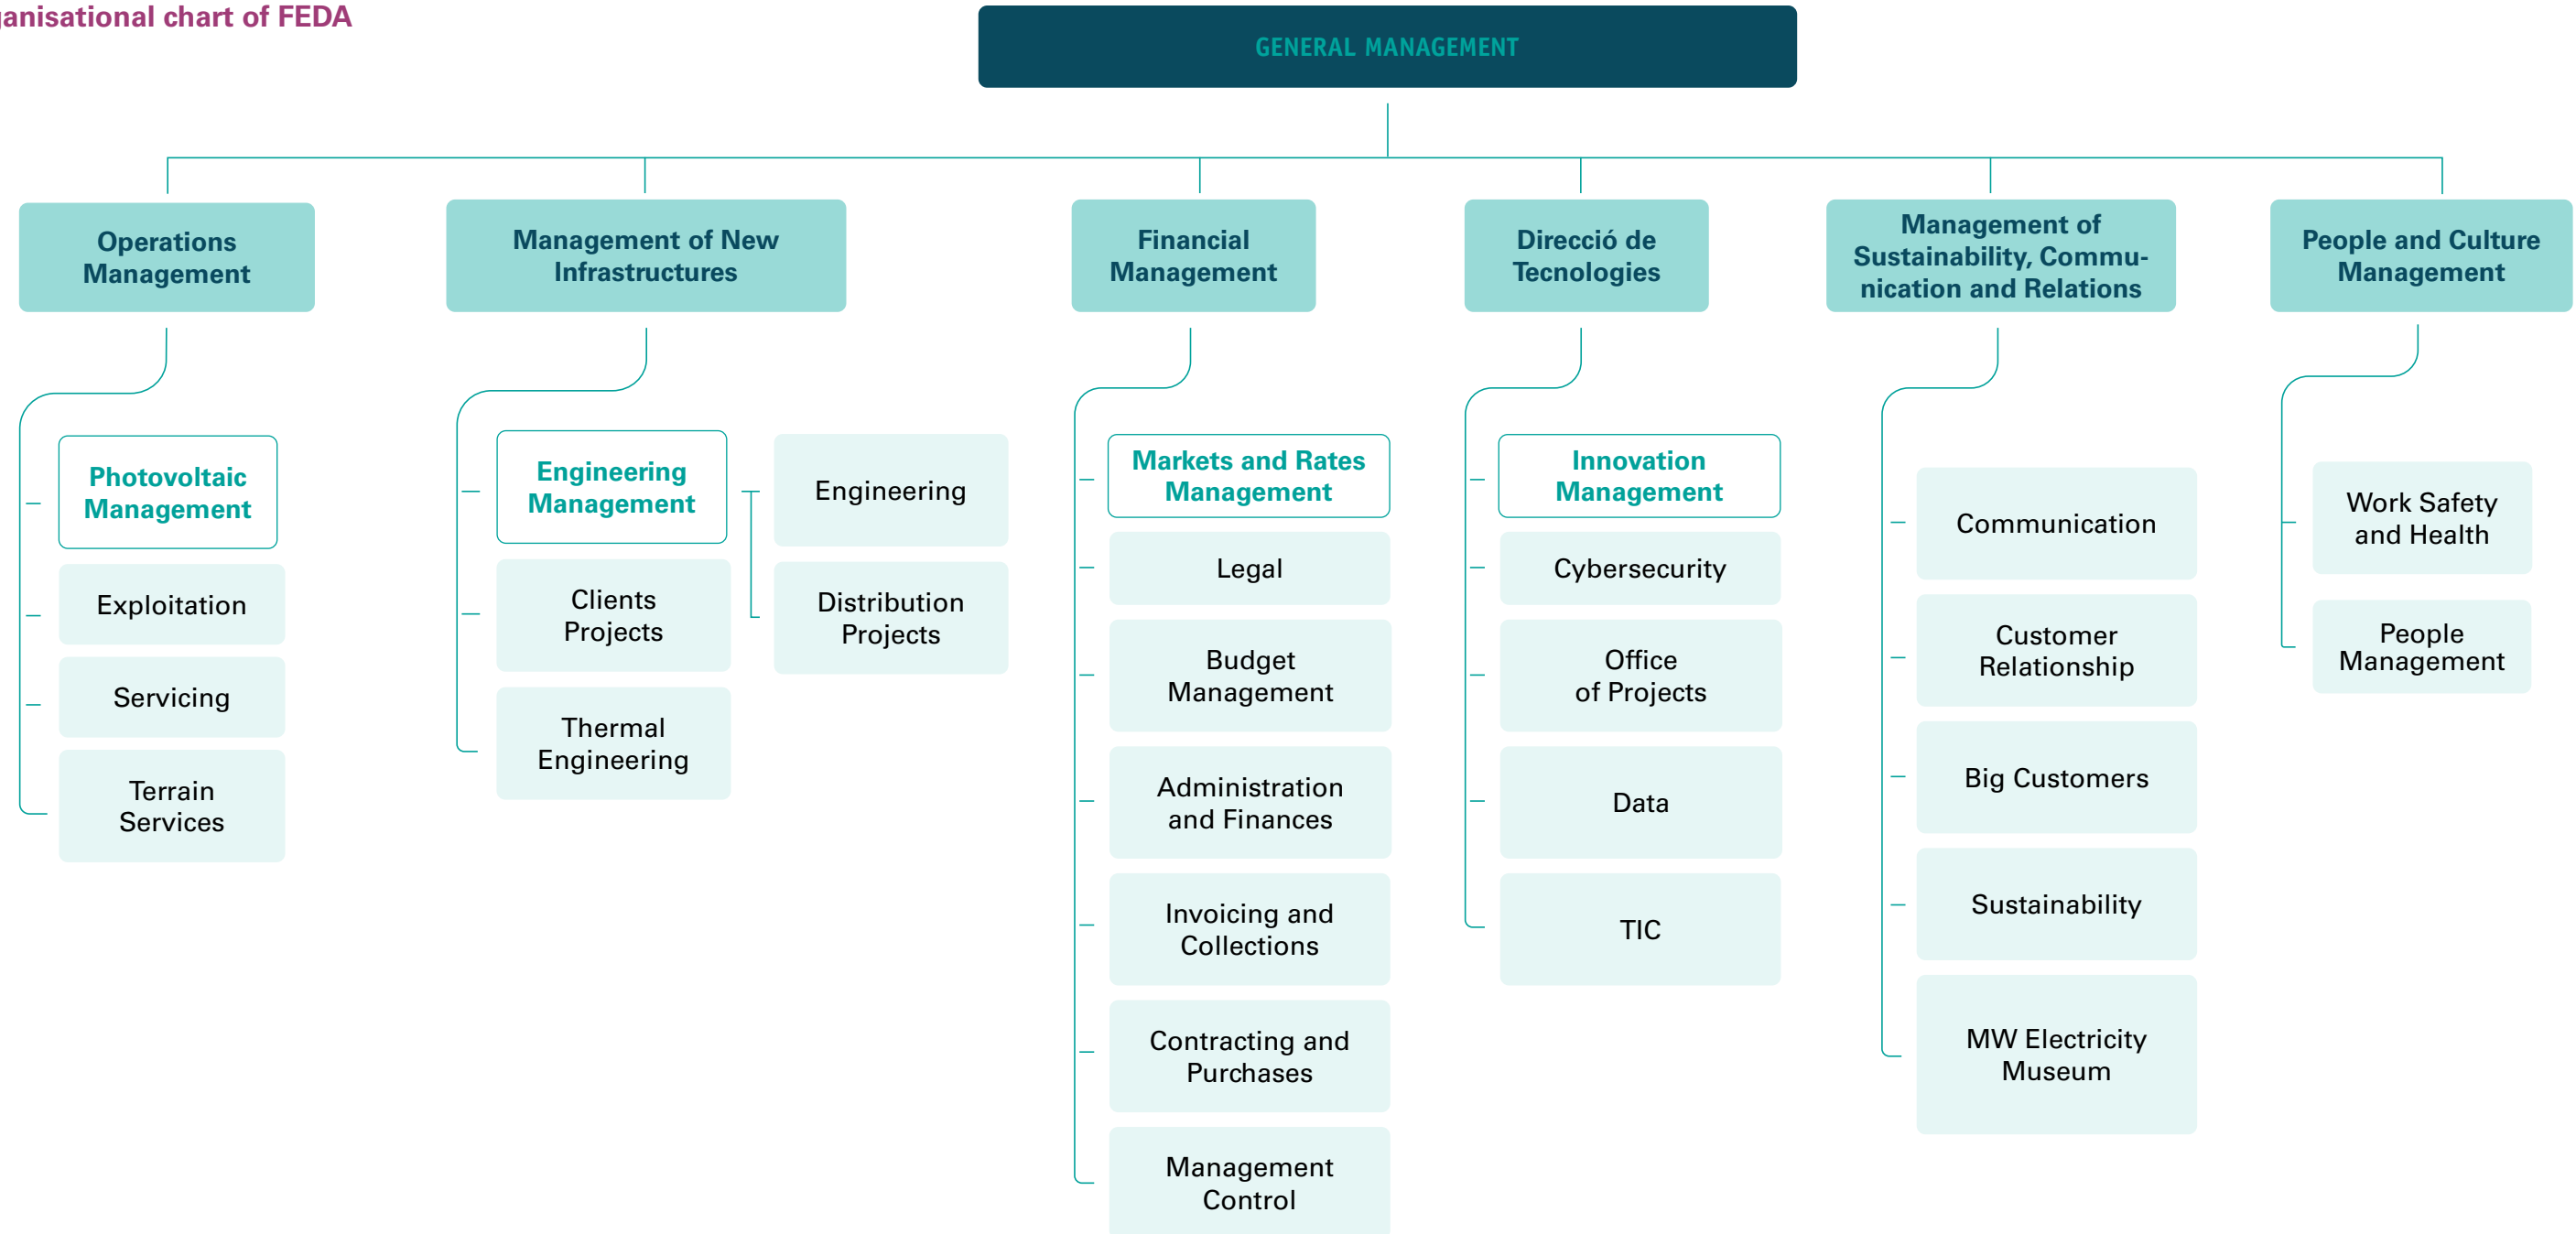 ganisational chart of FEDA
GENERAL MANAGEMENT
Operations
Management
Management of New
Infrastructures
Financial
Management
Direcció de
Tecnologies
Management of
Sustainability, Commu-
nication and Relations
People and Culture
Management
Photovoltaic
Management
Exploitation
Servicing
Terrain
Services
Engineering
Management
Clients
Projects
Thermal
Engineering
Engineering
Distribution
Projects
Markets and Rates
Management
Legal
Budget
Management
Administration
and Finances
Invoicing and
Collections
Contracting and
Purchases
Management
Control
Innovation
Management
Cybersecurity
Office
of Projects
Data
TIC
Communication
Customer
Relationship
Big Customers
Sustainability
MW Electricity
Museum
Work Safety
and Health
People
Management